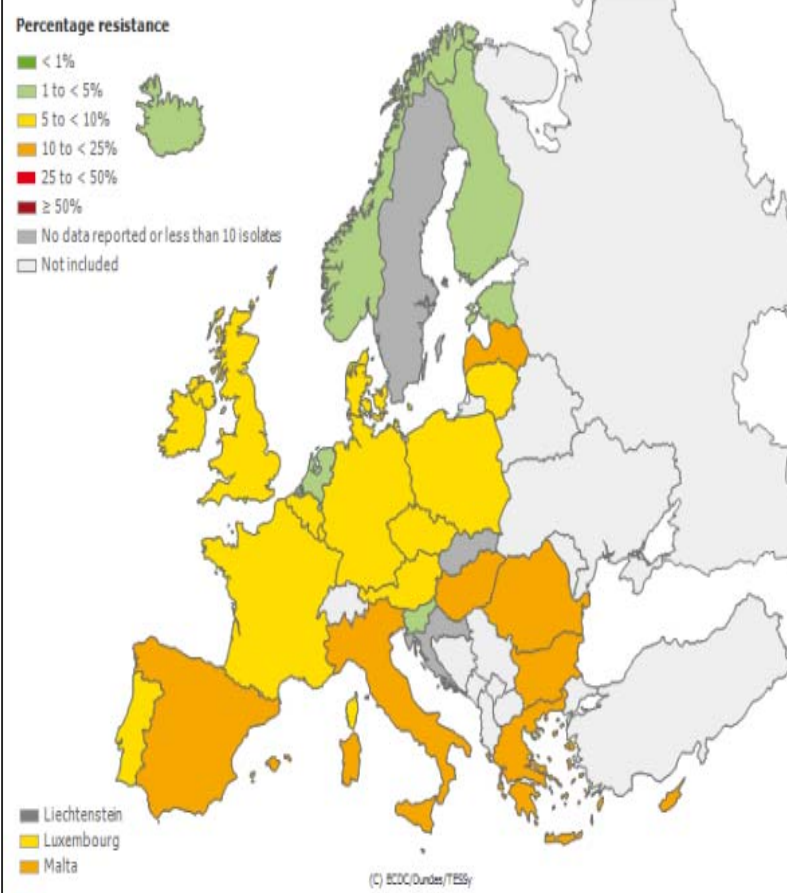 Percentage resistance
< 1%
1 to < 5%
5 to < 10%
10 to < 25%
25 to < 50%
≥ 50%
No data reported or less than 10 isolates
Not included
Liechtenstein
Luxembourg
Malta
(C) ECDC/Dundas/TESSy